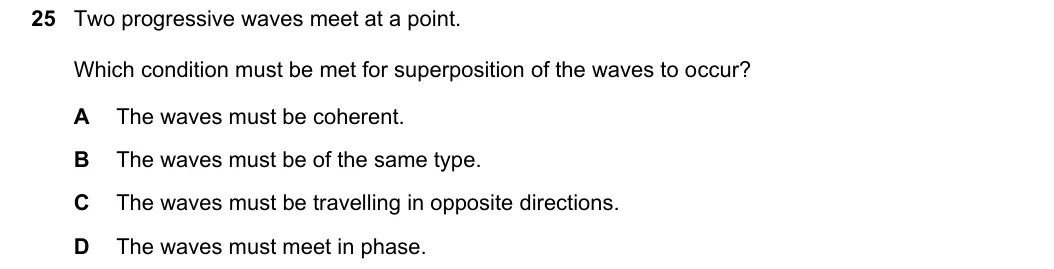 25 Two progressive waves meet at a point.
Which condition must be met for superposition of the waves to occur?
A The waves must be coherent.
B The waves must be of the same type.
C The waves must be travelling in opposite directions.
D The waves must meet in phase.